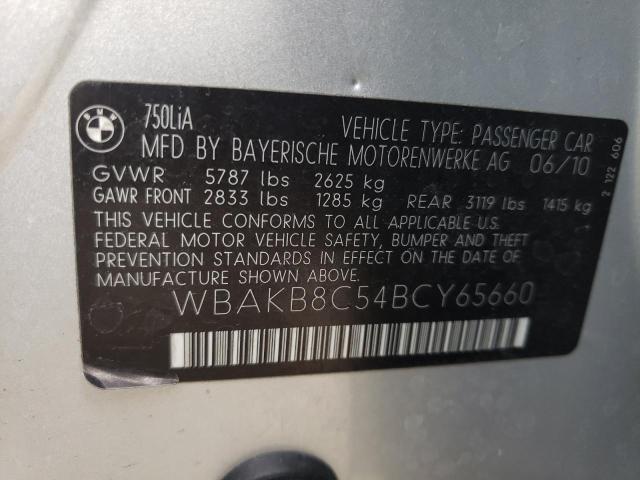 BMW
750LiA
VEHICLE TYPE: PASSENGER CAR
MFD BY BAYERISCHE MOTORENWERKE AG 06/10
GVWR 5787 lbs 2625 kg
GAWR FRONT 2833 lbs 1285 kg REAR 3119 lbs 1415 kg
THIS VEHICLE CONFORMS TO ALL APPLICABLE U.S.
FEDERAL MOTOR VEHICLE SAFETY, BUMPER AND THEFT
PREVENTION STANDARDS IN EFFECT ON THE DATE OF
MANUFACTURE SHOWN ABOVE.
WBAKB8C54BCY65660
2 122 606